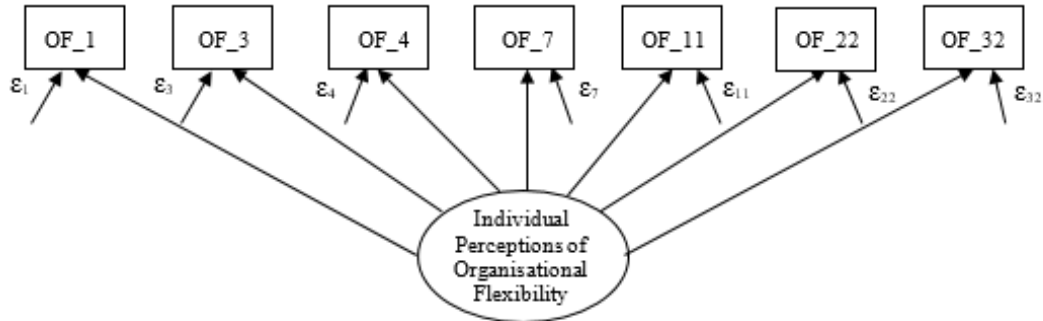 OF_1 OF_3 OF_4 OF_7 OF_11 OF_22 OF_32
ε1 ε3 ε4 ε7 ε11 ε22 ε32
Individual
Perceptions of
Organisational
Flexibility